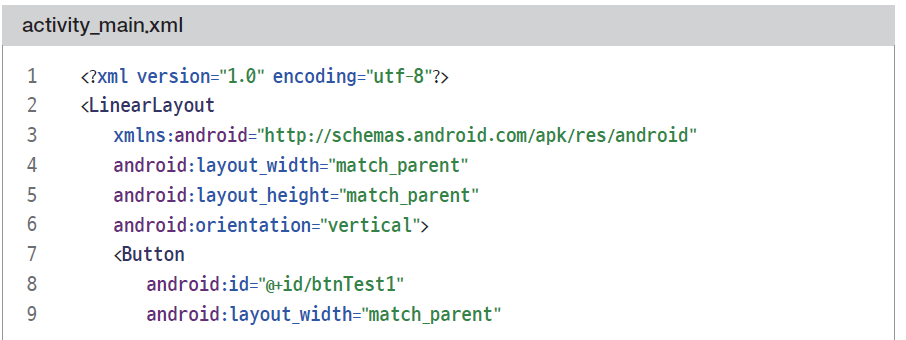 activity_main.xml
1 <?xml version="1.0" encoding="utf-8"?>
2 <LinearLayout
3 xmlns:android="http://schemas.android.com/apk/res/android"
4 android:layout_width="match_parent"
5 android:layout_height="match_parent"
6 android:orientation="vertical">
7 <Button
8 android:id="@+id/btnTest1"
9 android:layout_width="match_parent"